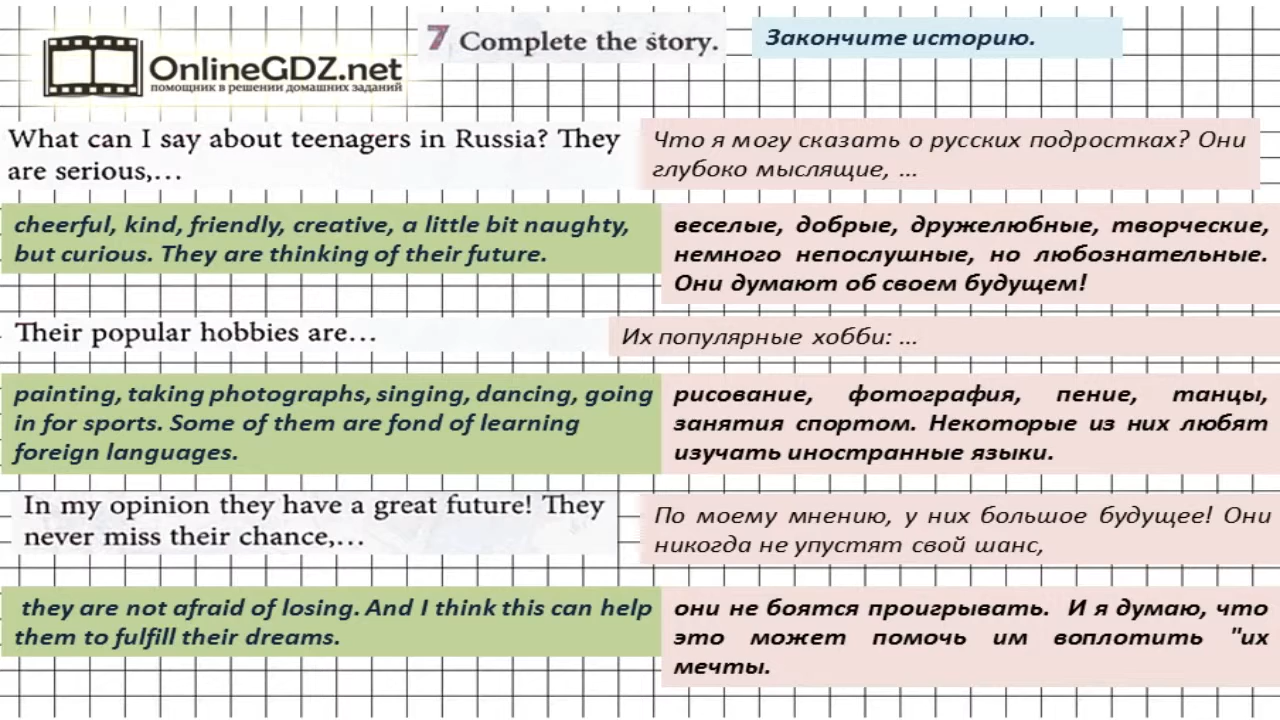 OnlineGDZ.net
помощник в решении домашних заданий
7 Complete the story.
Закончите историю.
What can I say about teenagers in Russia? They
are serious,...
Что я могу сказать о русских подростках? Они
глубоко мыслящие, ...
cheerful, kind, friendly, creative, a little bit naughty,
but curious. They are thinking of their future.
веселые, добрые, дружелюбные, творческие,
немного непослушные, но любознательные.
Они думают об своем будущем!
Their popular hobbies are...
Их популярные хобби: ...
painting, taking photographs, singing, dancing, going
in for sports. Some of them are fond of learning
foreign languages.
рисование, фотография, пение, танцы,
занятия спортом. Некоторые из них любят
изучать иностранные языки.
In my opinion they have a great future! They
never miss their chance,...
По моему мнению, у них большое будущее! Они
никогда не упустят свой шанс,
they are not afraid of losing. And I think this can help
them to fulfill their dreams.
они не боятся проигрывать. И я думаю, что
это может помочь им воплотить "их
мечты.